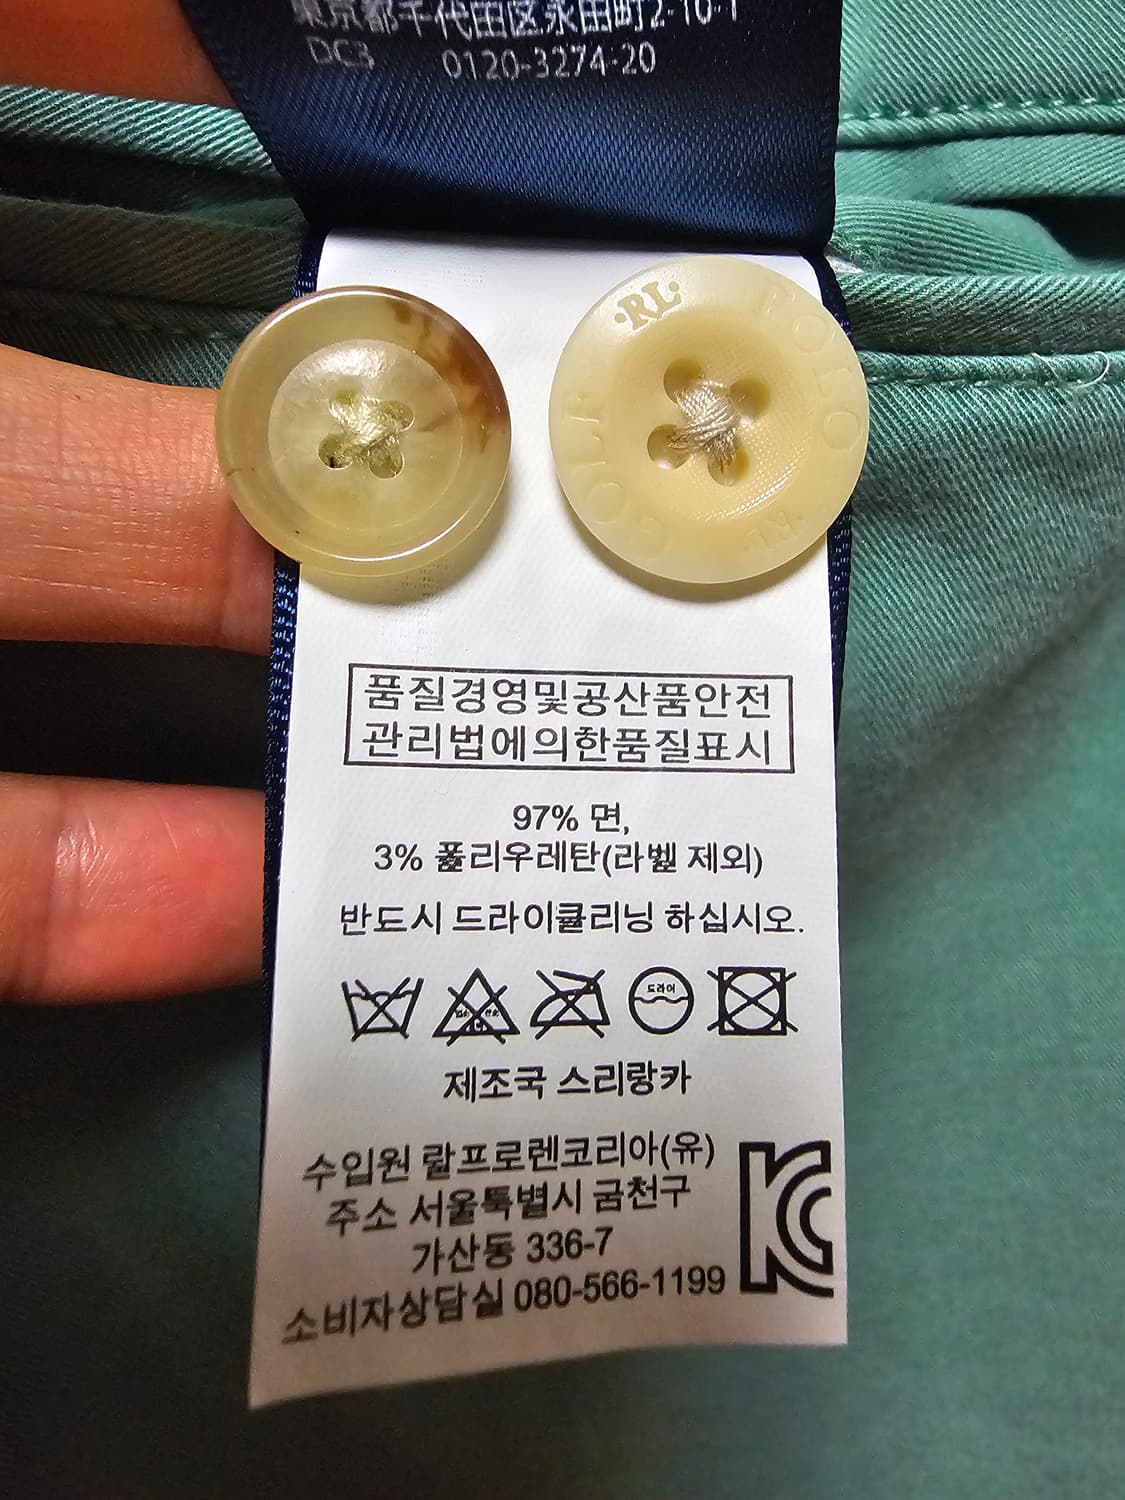 東京都千代田区永田町2-10-1
DC3 0120-3274-20
·RL·
POLO
POLO
품질경영및공산품안전
관리법에의한품질표시
97% 면,
3% 폴리우레탄(라벨 제외)
반드시 드라이클리닝 하십시오.
드라이
제조국 스리랑카
수입원 랄프로렌코리아(유)
주소 서울특별시 금천구
가산동 336-7
소비자상담실 080-566-1199
KC